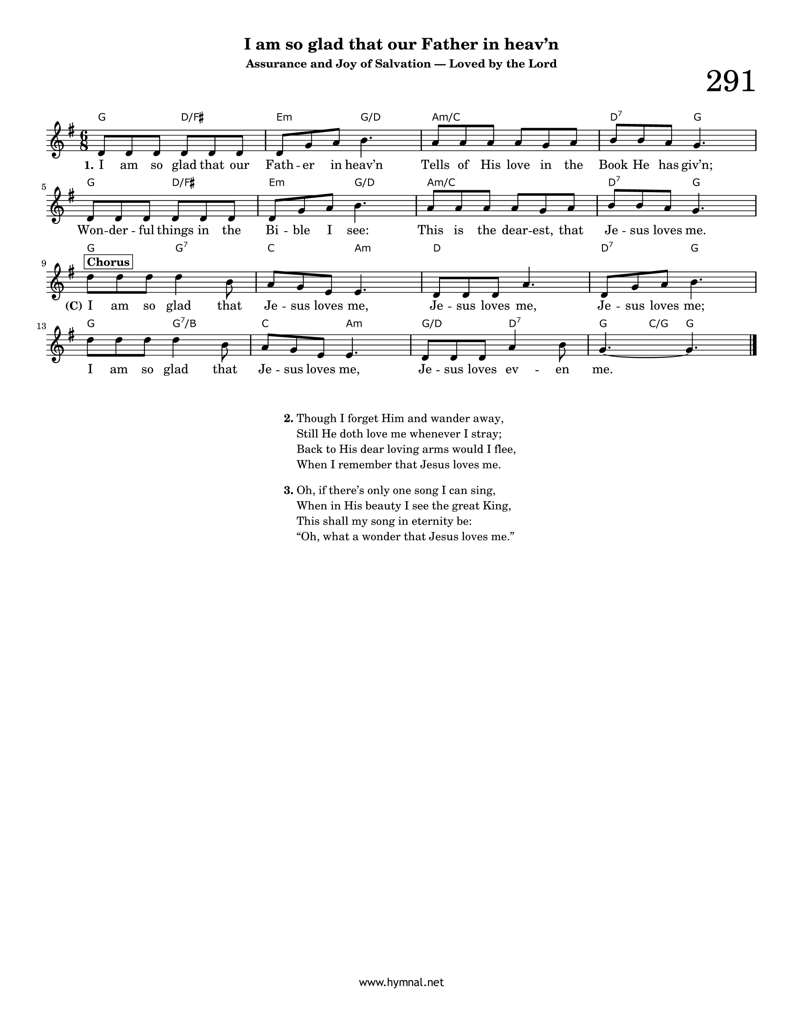 I am so glad that our Father in heav’n
Assurance and Joy of Salvation — Loved by the Lord
291
G D/F♯ Em G/D Am/C D7 G
6/8
1. I am so glad that our Fath - er in heav’n Tells of His love in the Book He has giv’n;
G D/F♯ Em G/D Am/C D7 G
5
Won-der - ful things in the Bi - ble I see: This is the dear-est, that Je - sus loves me.
G G7 C Am D D7 G
9
Chorus
(C) I am so glad that Je - sus loves me, Je - sus loves me, Je - sus loves me;
G G7/B C Am G/D D7 G C/G G
13
I am so glad that Je - sus loves me, Je - sus loves ev - en me.
2. Though I forget Him and wander away,
Still He doth love me whenever I stray;
Back to His dear loving arms would I flee,
When I remember that Jesus loves me.
3. Oh, if there’s only one song I can sing,
When in His beauty I see the great King,
This shall my song in eternity be:
“Oh, what a wonder that Jesus loves me.”
www.hymnal.net